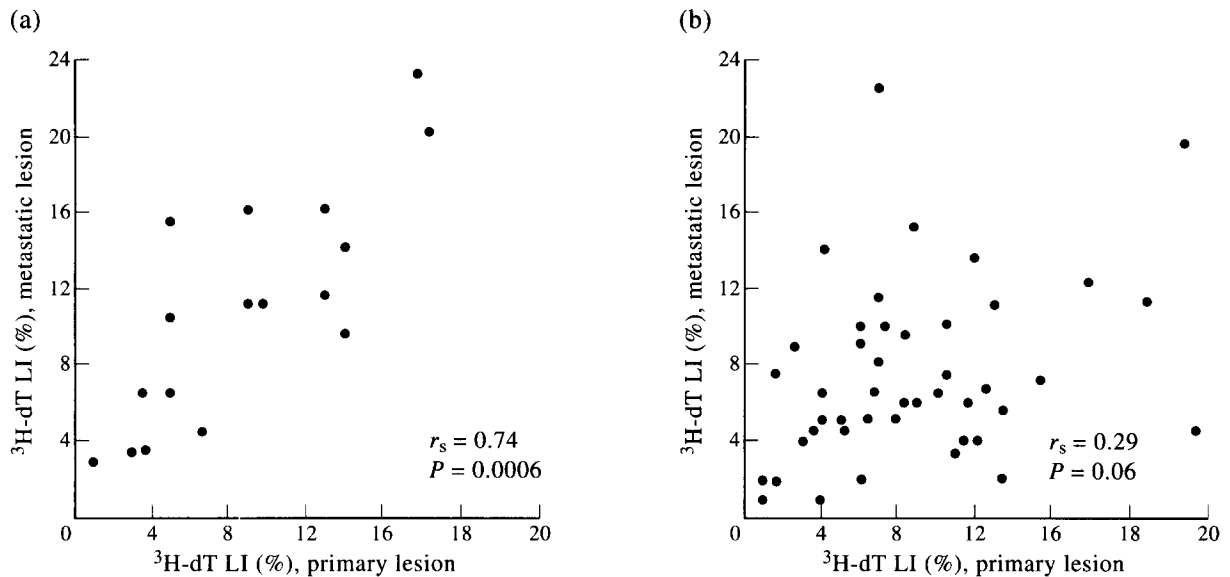 (a)
24
20
16
12
8
4
0
4
8
12
16
20
³H-dT LI (%), metastatic lesion
³H-dT LI (%), primary lesion
r_s = 0.74
P = 0.0006
(b)
24
20
16
12
8
4
0
4
8
12
16
20
³H-dT LI (%), metastatic lesion
³H-dT LI (%), primary lesion
r_s = 0.29
P = 0.06